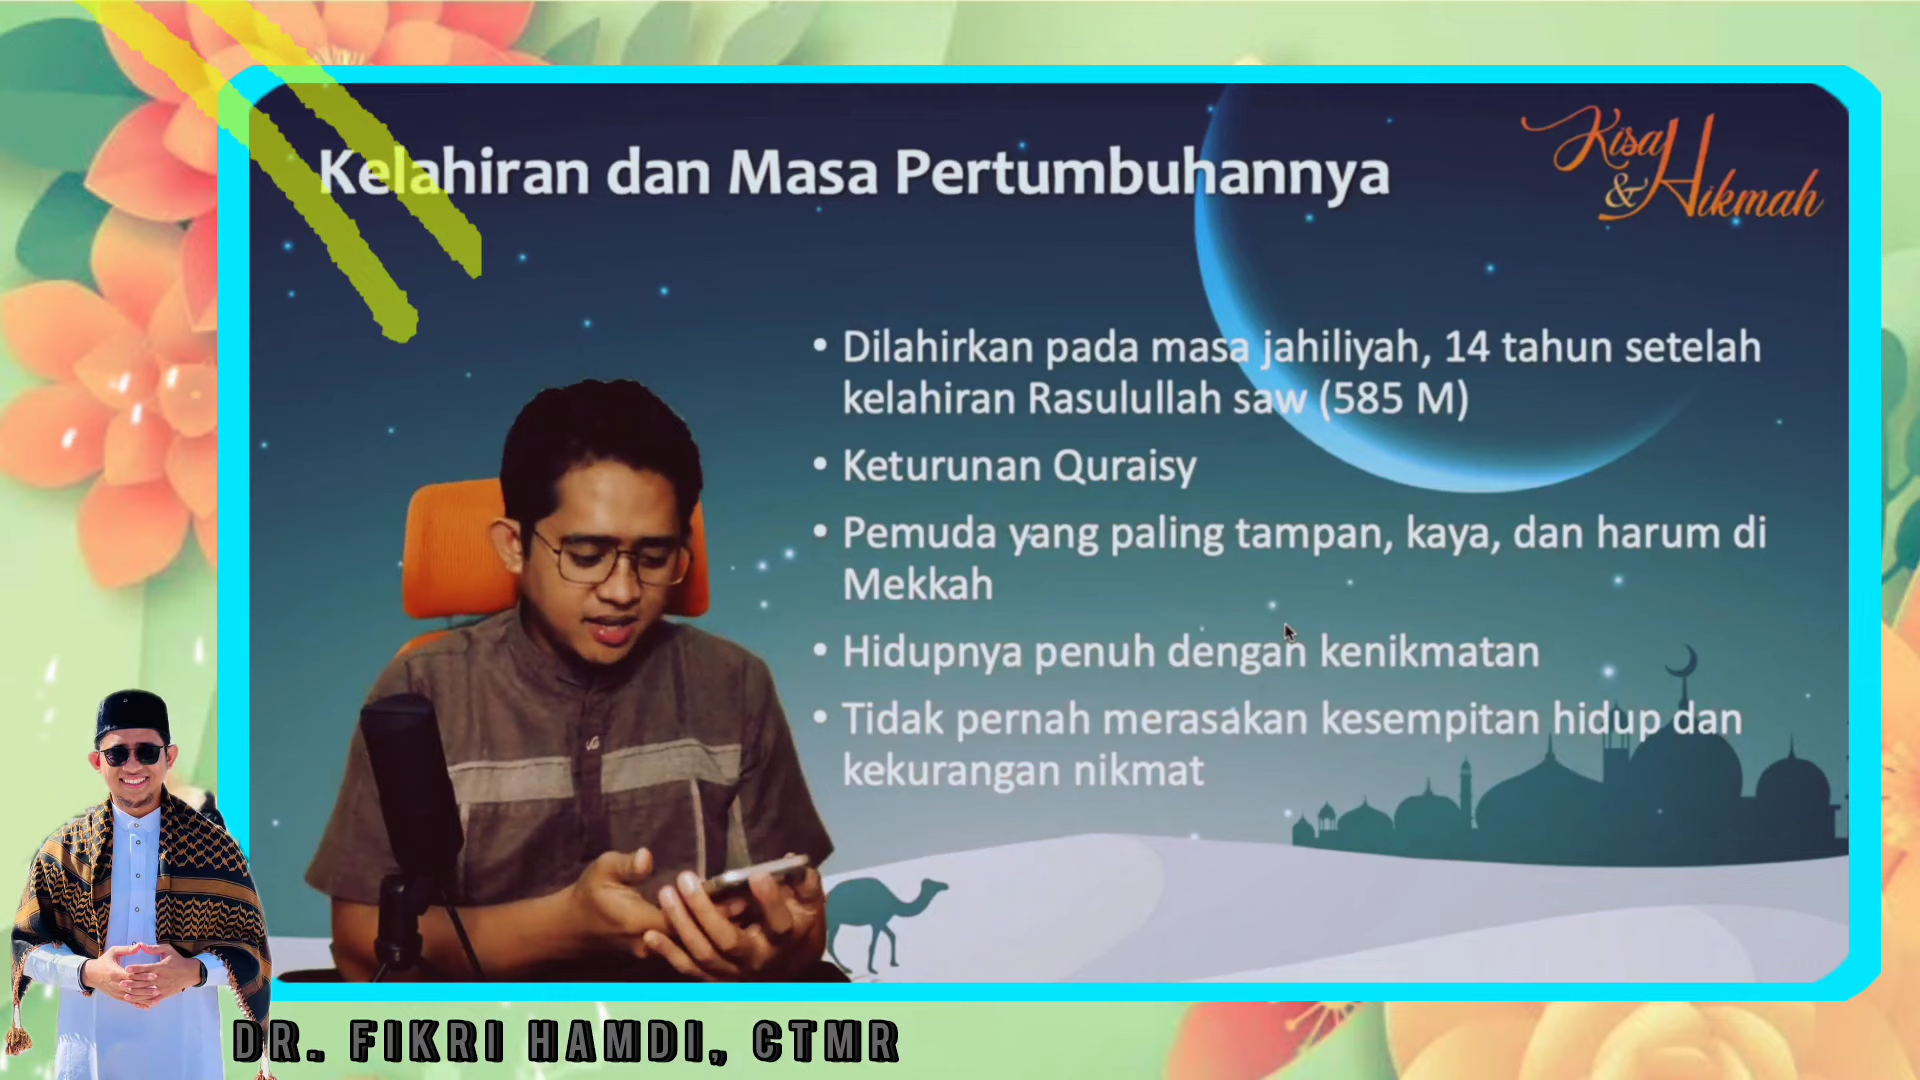 Kelahiran dan Masa Pertumbuhannya
Kisah
& Hikmah
• Dilahirkan pada masa jahiliyah, 14 tahun setelah
kelahiran Rasulullah saw (585 M)
• Keturunan Quraisy
• Pemuda yang paling tampan, kaya, dan harum di
Mekkah
• Hidupnya penuh dengan kenikmatan
• Tidak pernah merasakan kesempitan hidup dan
kekurangan nikmat
DR. FIKRI HAMDI, CTMR